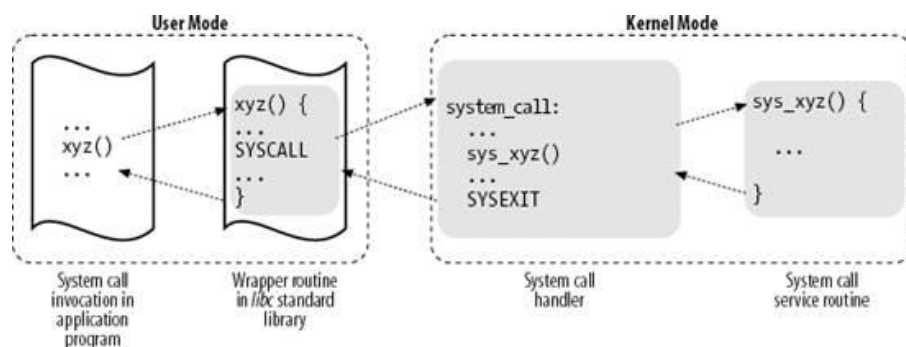 User Mode
Kernel Mode
...
xyz()
...
xyz() {
...
SYSCALL
...
}
system_call:
...
sys_xyz()
...
SYSEXIT
sys_xyz() {
...
}
System call
invocation in
application
program
Wrapper routine
in libc standard
library
System call
handler
System call
service routine